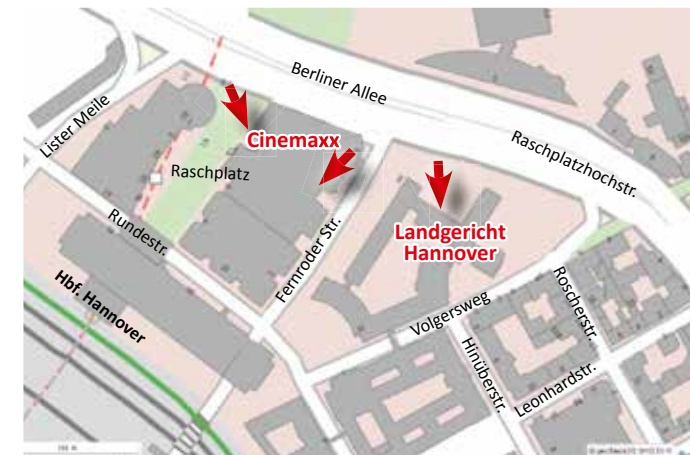 Berliner Allee
Lister Meile
Cinemaxx
Raschplatzhochstr.
Raschplatz
Landgericht
Hannover
Rundestr.
Fernroder Str.
Hbf. Hannover
Volgersweg
Roscherstr.
Hinüberstr.
Leonhardstr.